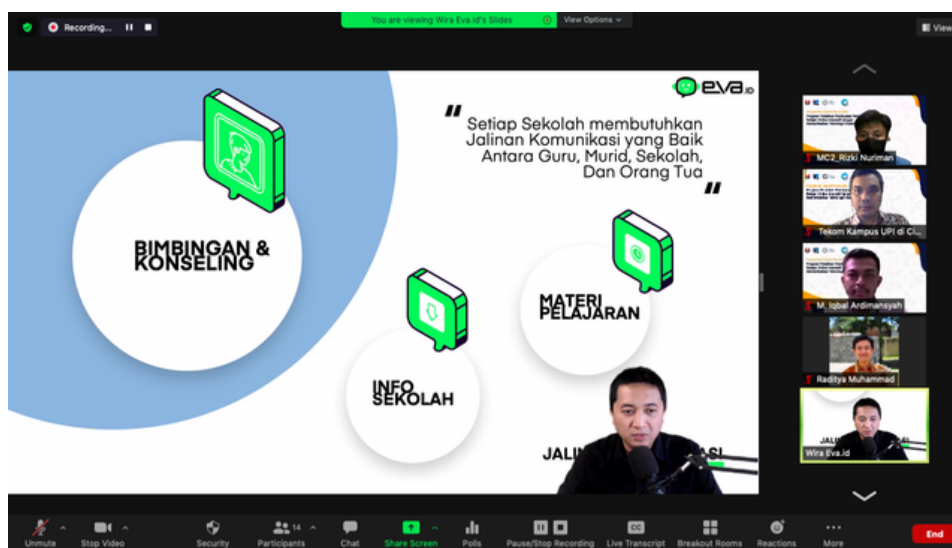 Recording...
You are viewing Wira Eva.id's Slides
View Options
View
eva.ID
"
Setiap Sekolah membutuhkan
Jalinan Komunikasi yang Baik
Antara Guru, Murid, Sekolah,
Dan Orang Tua
"
BIMBINGAN &
KONSELING
MATERI
PELAJARAN
INFO
SEKOLAH
MC2_Rizki Nuriman
Tekom Kampus UPI di Ci...
M. Iqbal Ardimansyah
Raditya Muhammad
Wira Eva.id
Unmute
Stop Video
Security
14
Participants
Chat
Share Screen
Polls
Pause/Stop Recording
CC
Live Transcript
Breakout Rooms
Reactions
More
End